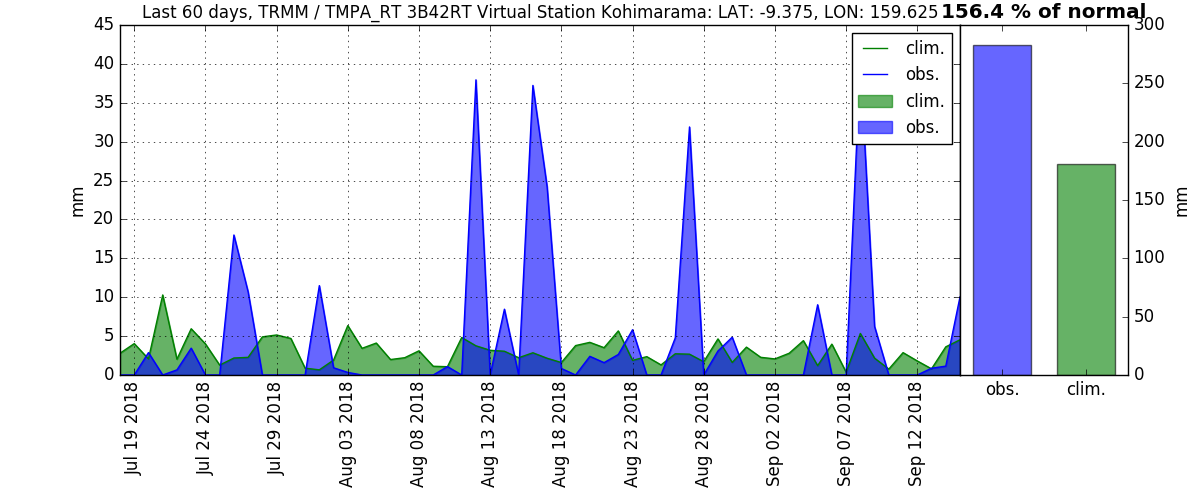 Last 60 days, TRMM / TMPA_RT 3B42RT Virtual Station Kohimarama: LAT: -9.375, LON: 159.625
156.4 % of normal
45
40
35
30
25
20
15
10
5
0
mm
clim.
obs.
clim.
obs.
300
250
200
150
100
50
0
mm
Jul 19 2018
Jul 24 2018
Jul 29 2018
Aug 03 2018
Aug 08 2018
Aug 13 2018
Aug 18 2018
Aug 23 2018
Aug 28 2018
Sep 02 2018
Sep 07 2018
Sep 12 2018
obs.
clim.